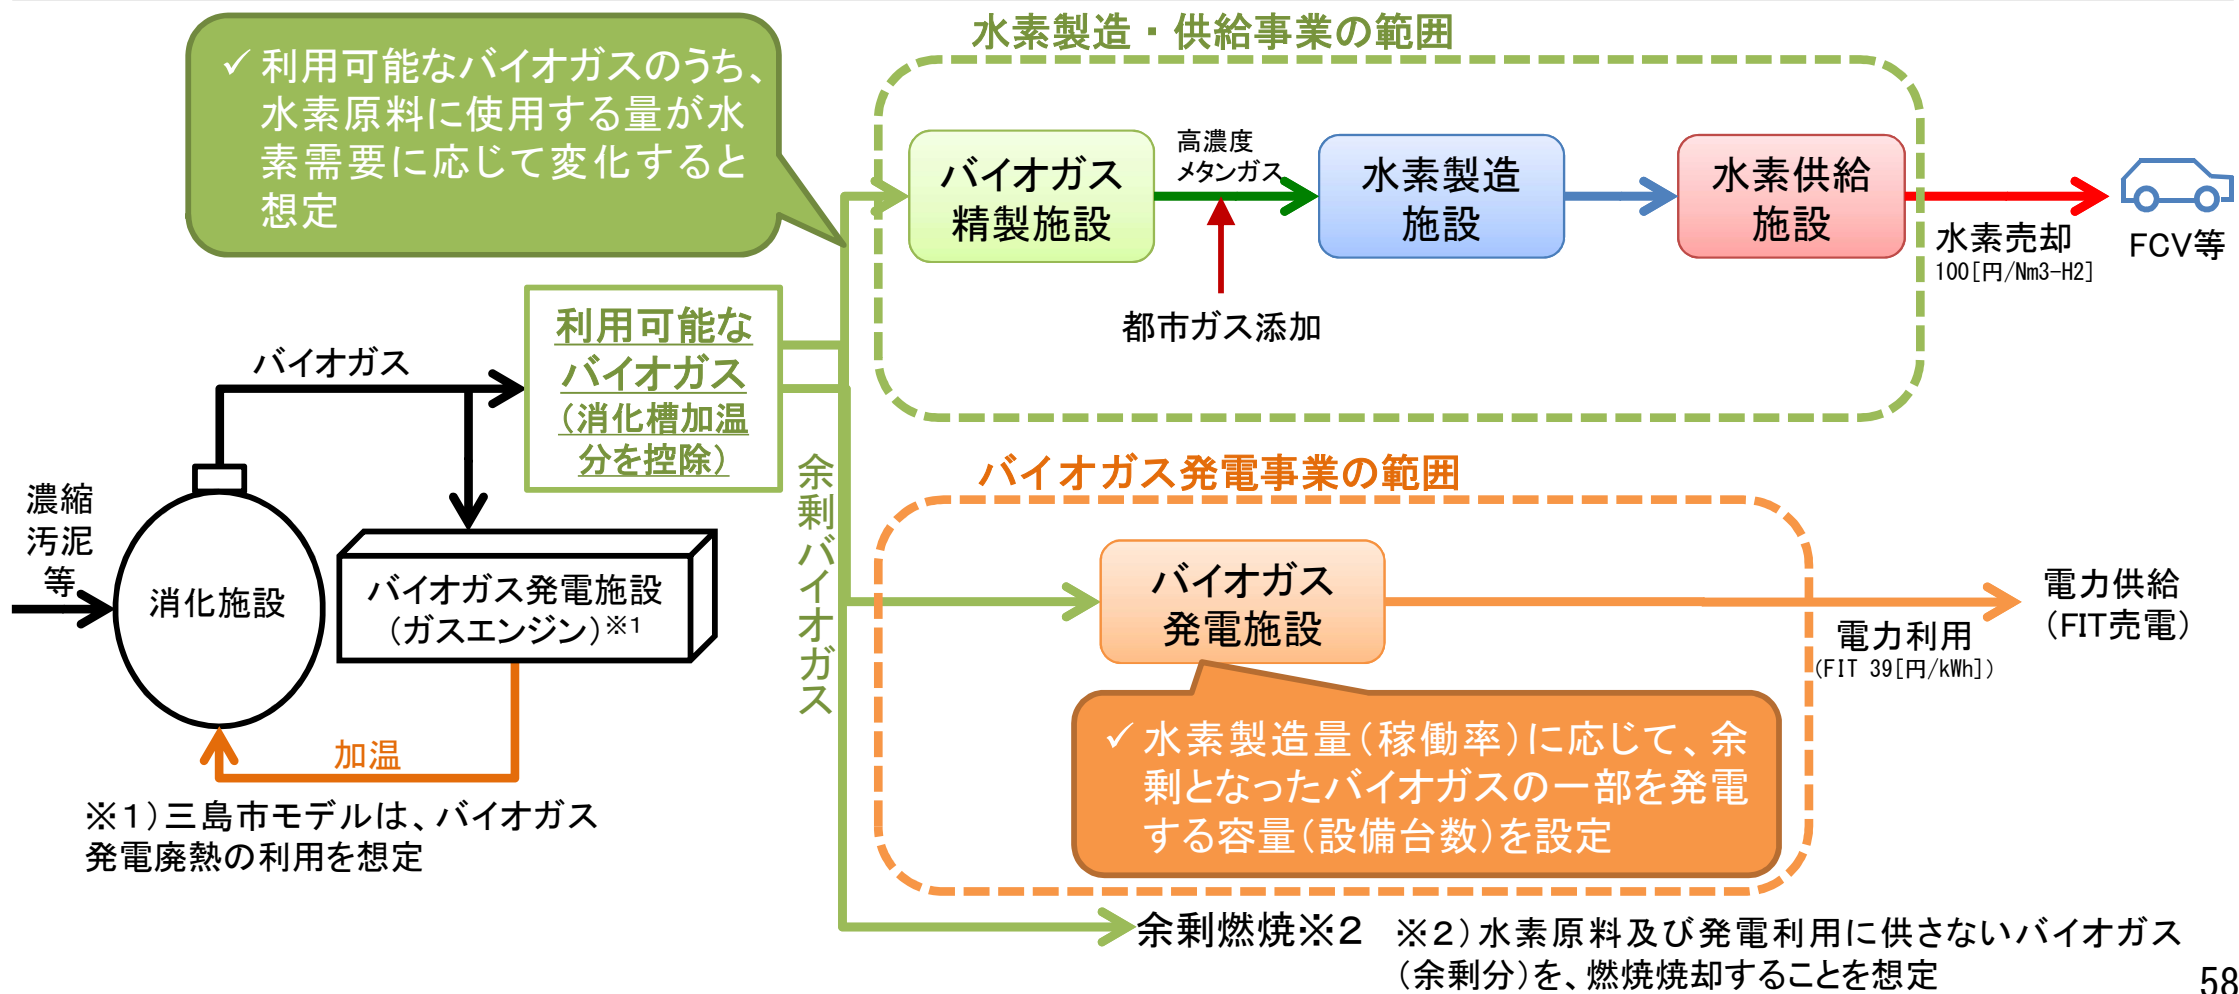 水素製造・供給事業の範囲
✓ 利用可能なバイオガスのうち、
水素原料に使用する量が水
素需要に応じて変化すると
想定
バイオガス
精製施設
高濃度
メタンガス
水素製造
施設
水素供給
施設
水素売却
100[円/Nm3-H2]
FCV等
都市ガス添加
利用可能な
バイオガス
（消化槽加温
分を控除）
バイオガス
濃縮
汚泥
等
消化施設
バイオガス発電施設
（ガスエンジン）※1
加温
※１）三島市モデルは、バイオガス
発電廃熱の利用を想定
余剰バイオガス
バイオガス発電事業の範囲
バイオガス
発電施設
電力利用
(FIT 39[円/kWh])
電力供給
（FIT売電）
✓ 水素製造量（稼働率）に応じて、余
剰となったバイオガスの一部を発電
する容量（設備台数）を設定
余剰燃焼※２
※２）水素原料及び発電利用に供さないバイオガス
（余剰分）を、燃焼焼却することを想定
58